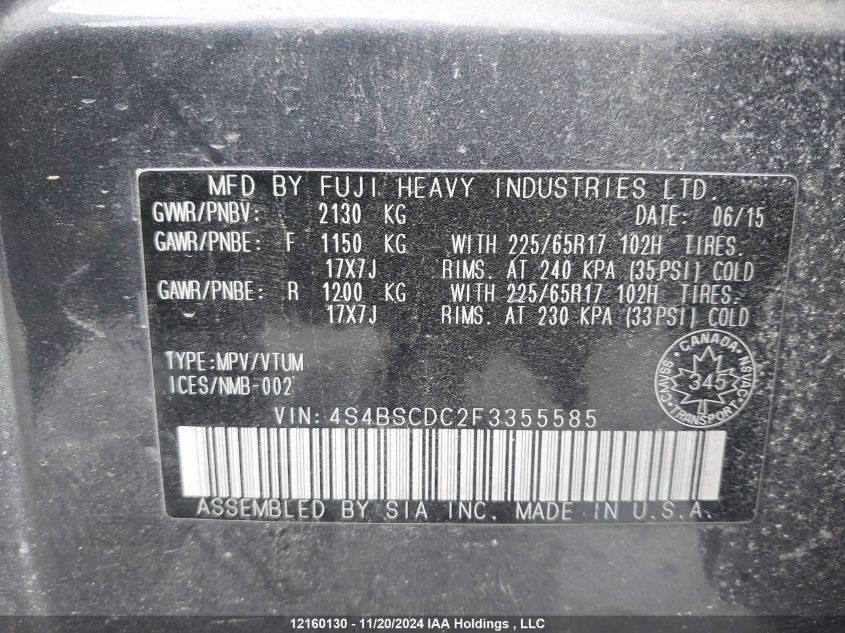 MFD BY FUJI HEAVY INDUSTRIES LTD.
GVWR/PNBV: 2130 KG DATE: 06/15
GAWR/PNBE: F 1150 KG WITH 225/65R17 102H TIRES.
17X7J RIMS. AT 240 KPA (35PSI) COLD
GAWR/PNBE: R 1200 KG WITH 225/65R17 102H TIRES.
17X7J RIMS. AT 230 KPA (33PSI) COLD
TYPE:MPV/VTUM
ICES/NMB-002
CANADA
CMVSS NSVAC
345
TRANSPORT
VIN:4S4BSCDC2F3355585
ASSEMBLED BY SIA INC. MADE IN U.S.A.
12160130 - 11/20/2024 IAA Holdings , LLC